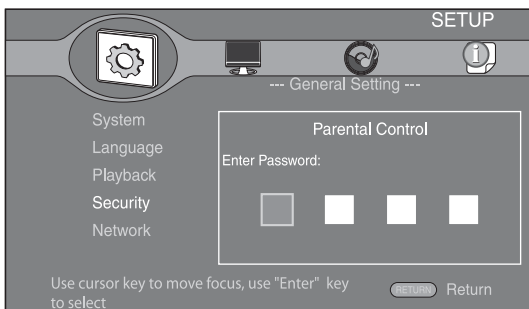 SETUP
--- General Setting ---
System
Language
Playback
Security
Network
Parental Control
Enter Password:
Use cursor key to move focus, use "Enter" key
to select
RETURN Return